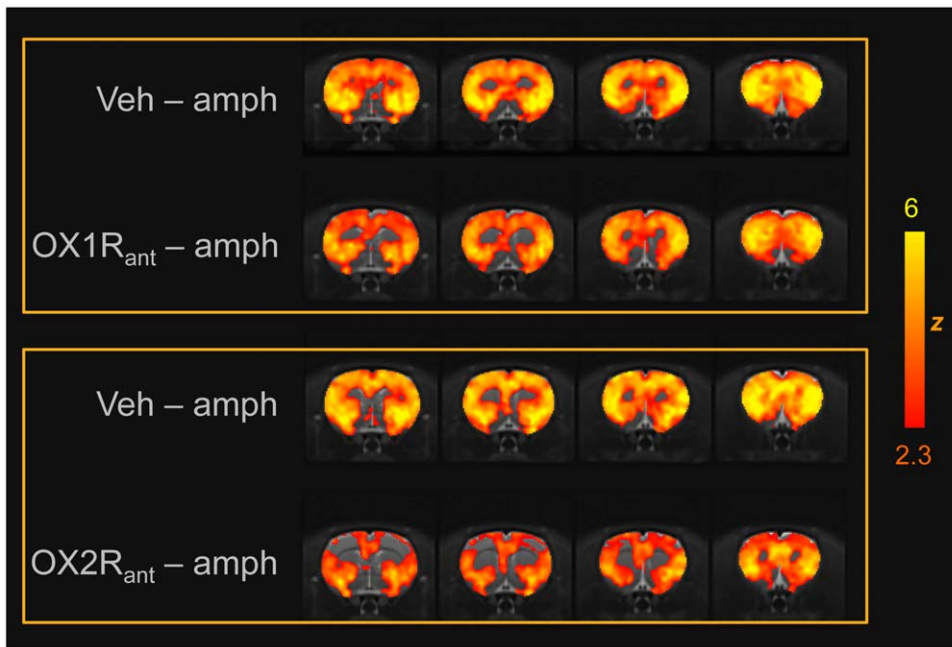 Veh – amph
OX1Rant – amph
Veh – amph
OX2Rant – amph
6
z
2.3